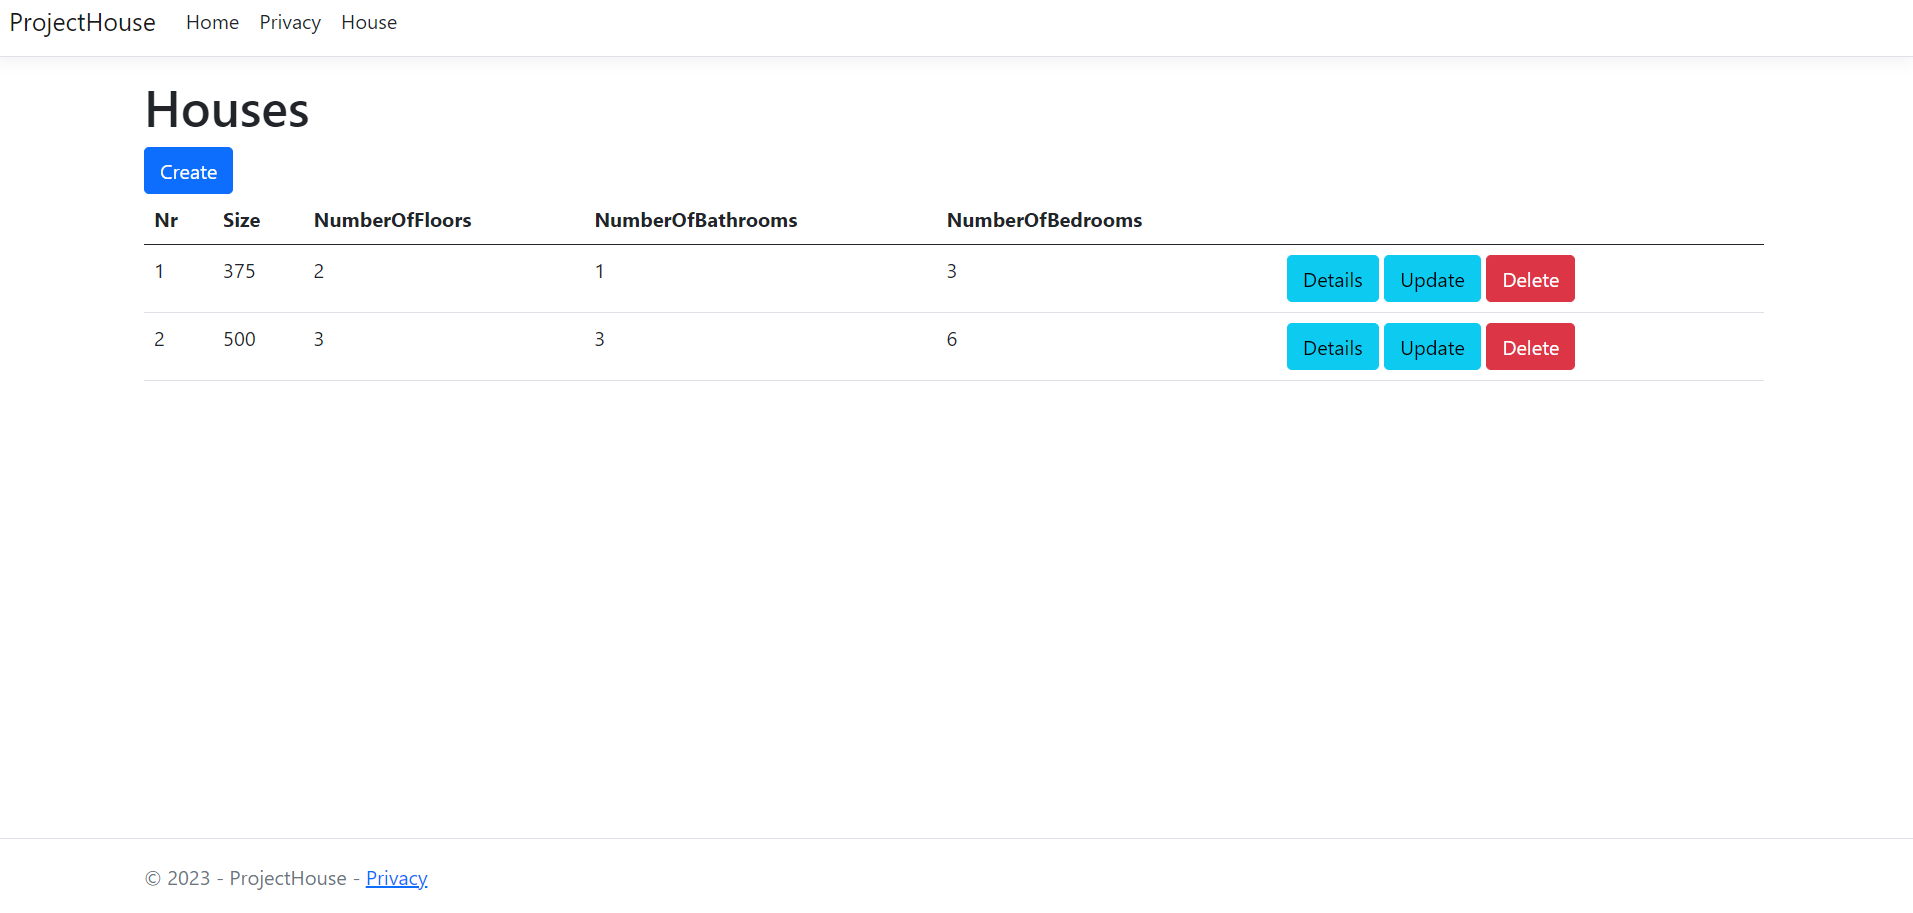 ProjectHouse Home Privacy House
Houses
Create
Nr Size NumberOfFloors NumberOfBathrooms NumberOfBedrooms
1 375 2 1 3 Details Update Delete
2 500 3 3 6 Details Update Delete
© 2023 - ProjectHouse - Privacy